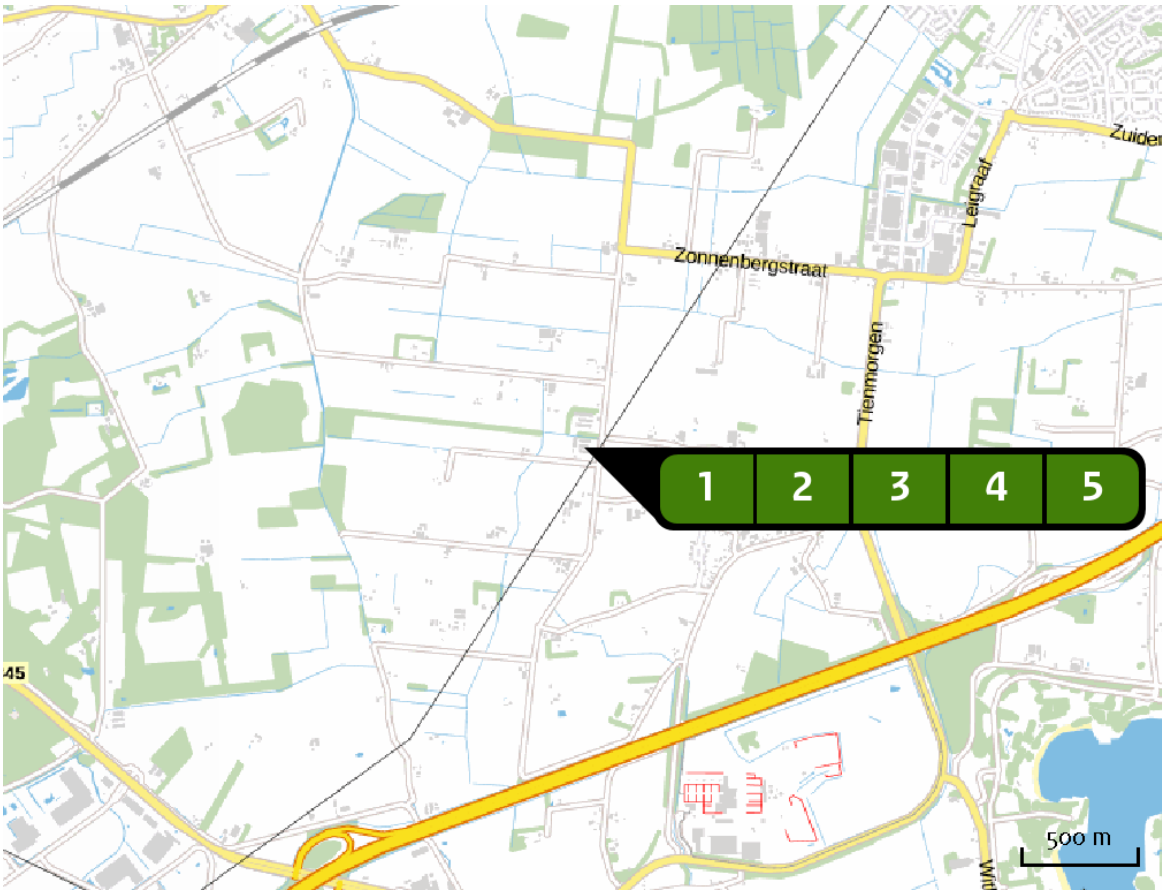 Zuider
Leigraaf
Zonnenbergstraat
Tienmorgen
1 2 3 4 5
45
500 m